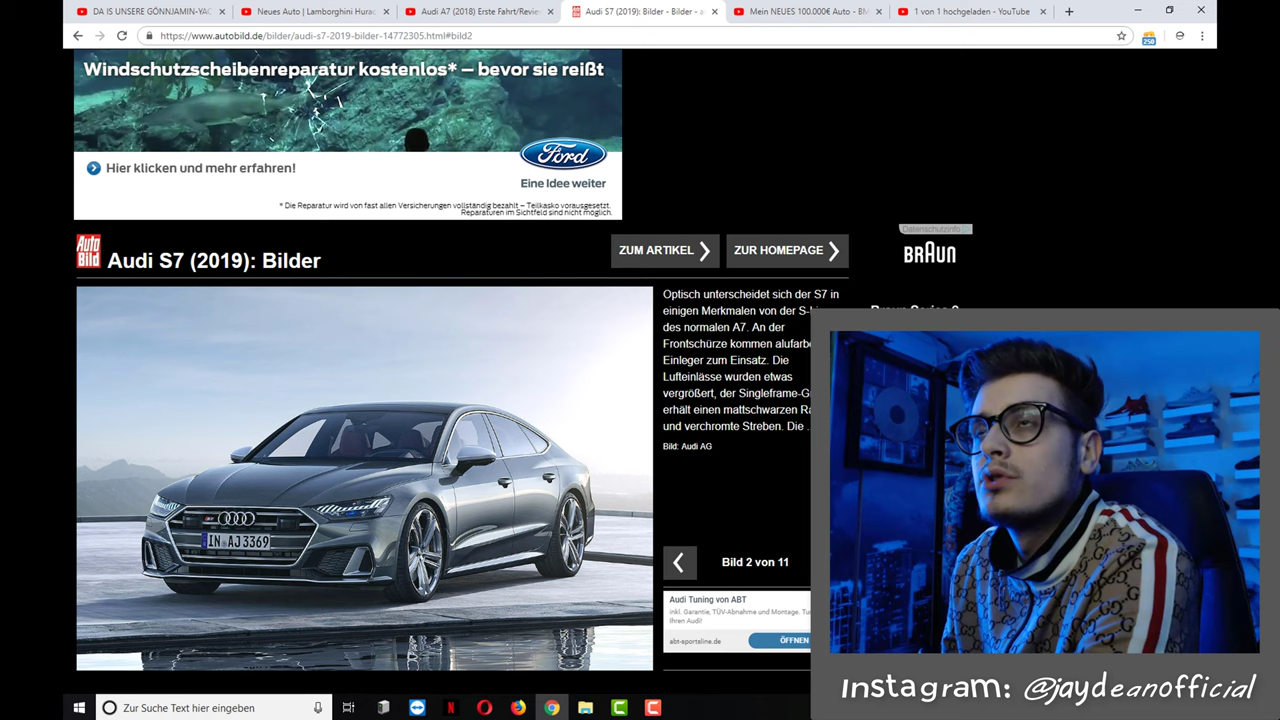 DA IS UNSERE GÖNNJAMIN-YAC
Neues Auto | Lamborghini Hurac
Audi A7 (2018) Erste Fahrt/Review
Audi S7 (2019): Bilder - Bilder - a
Mein NEUES 100.000€ Auto - BM
1 von 1 hochgeladen - YouTube
https://www.autobild.de/bilder/audi-s7-2019-bilder-14772305.html#bild2
250
Windschutzscheibenreparatur kostenlos* – bevor sie reißt
Hier klicken und mehr erfahren!
Ford
Eine Idee weiter
* Die Reparatur wird von fast allen Versicherungen vollständig bezahlt – Teilkasko vorausgesetzt.
Reparaturen im Sichtfeld sind nicht möglich.
Auto Bild
Audi S7 (2019): Bilder
ZUM ARTIKEL
ZUR HOMEPAGE
Datenschutzinfo
BRAUN
Optisch unterscheidet sich der S7 in
einigen Merkmalen von der S-
des normalen A7. An der
Frontschürze kommen alufarbe
Einleger zum Einsatz. Die
Lufteinlässe wurden etwas
vergrößert, der Singleframe-G
erhält einen mattschwarzen Ra
und verchromte Streben. Die .
Bild: Audi AG
IN AJ 3369
Bild 2 von 11
Audi Tuning von ABT
inkl. Garantie, TÜV-Abnahme und Montage. Tu
Ihren Audi!
abt-sportsline.de
ÖFFNEN
Instagram: @jaydeanofficial
Zur Suche Text hier eingeben